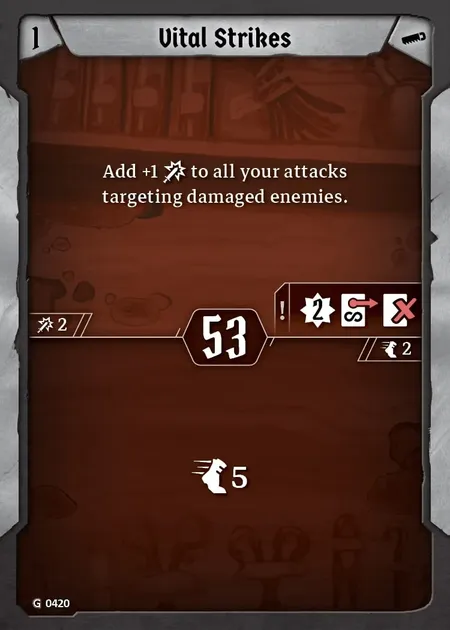 1
Vital Strikes
Add +1 to all your attacks
targeting damaged enemies.
! 2
2
53
2
5
G 0420